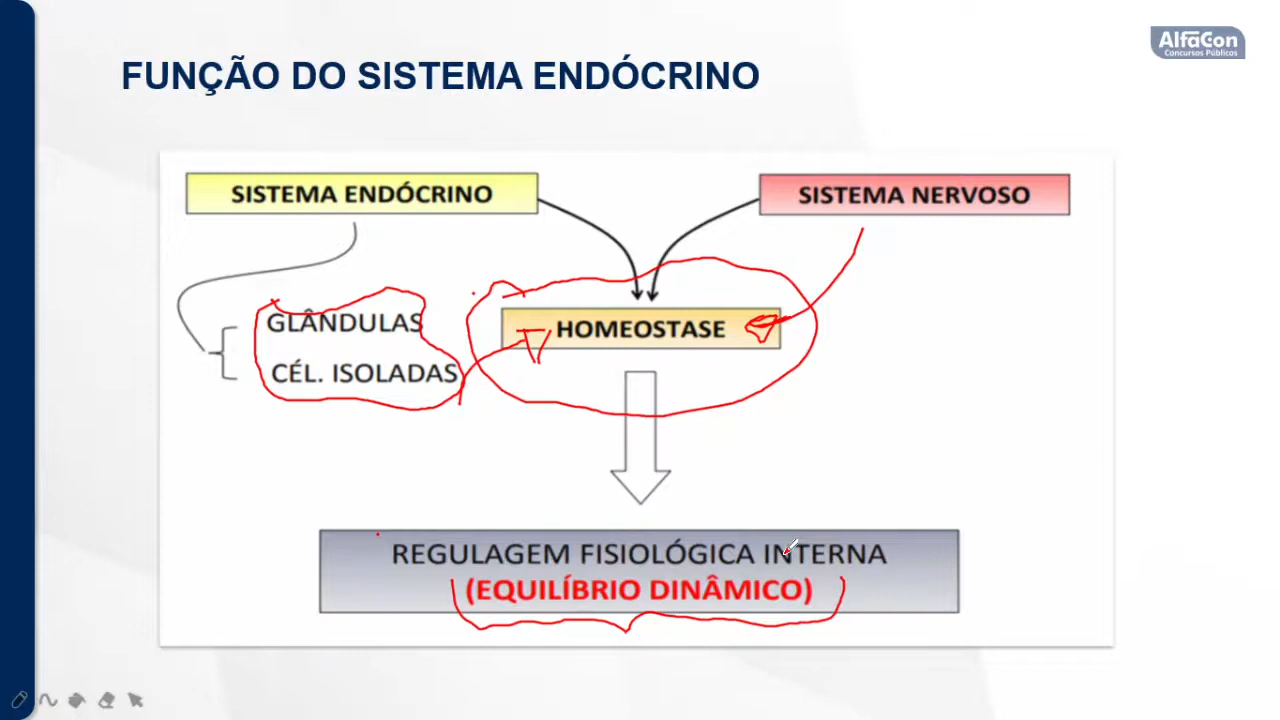 AlfaCon
Concursos Públicos
FUNÇÃO DO SISTEMA ENDÓCRINO
SISTEMA ENDÓCRINO
SISTEMA NERVOSO
GLÂNDULAS
CÉL. ISOLADAS
HOMEOSTASE
REGULAGEM FISIOLÓGICA INTERNA
(EQUILÍBRIO DINÂMICO)